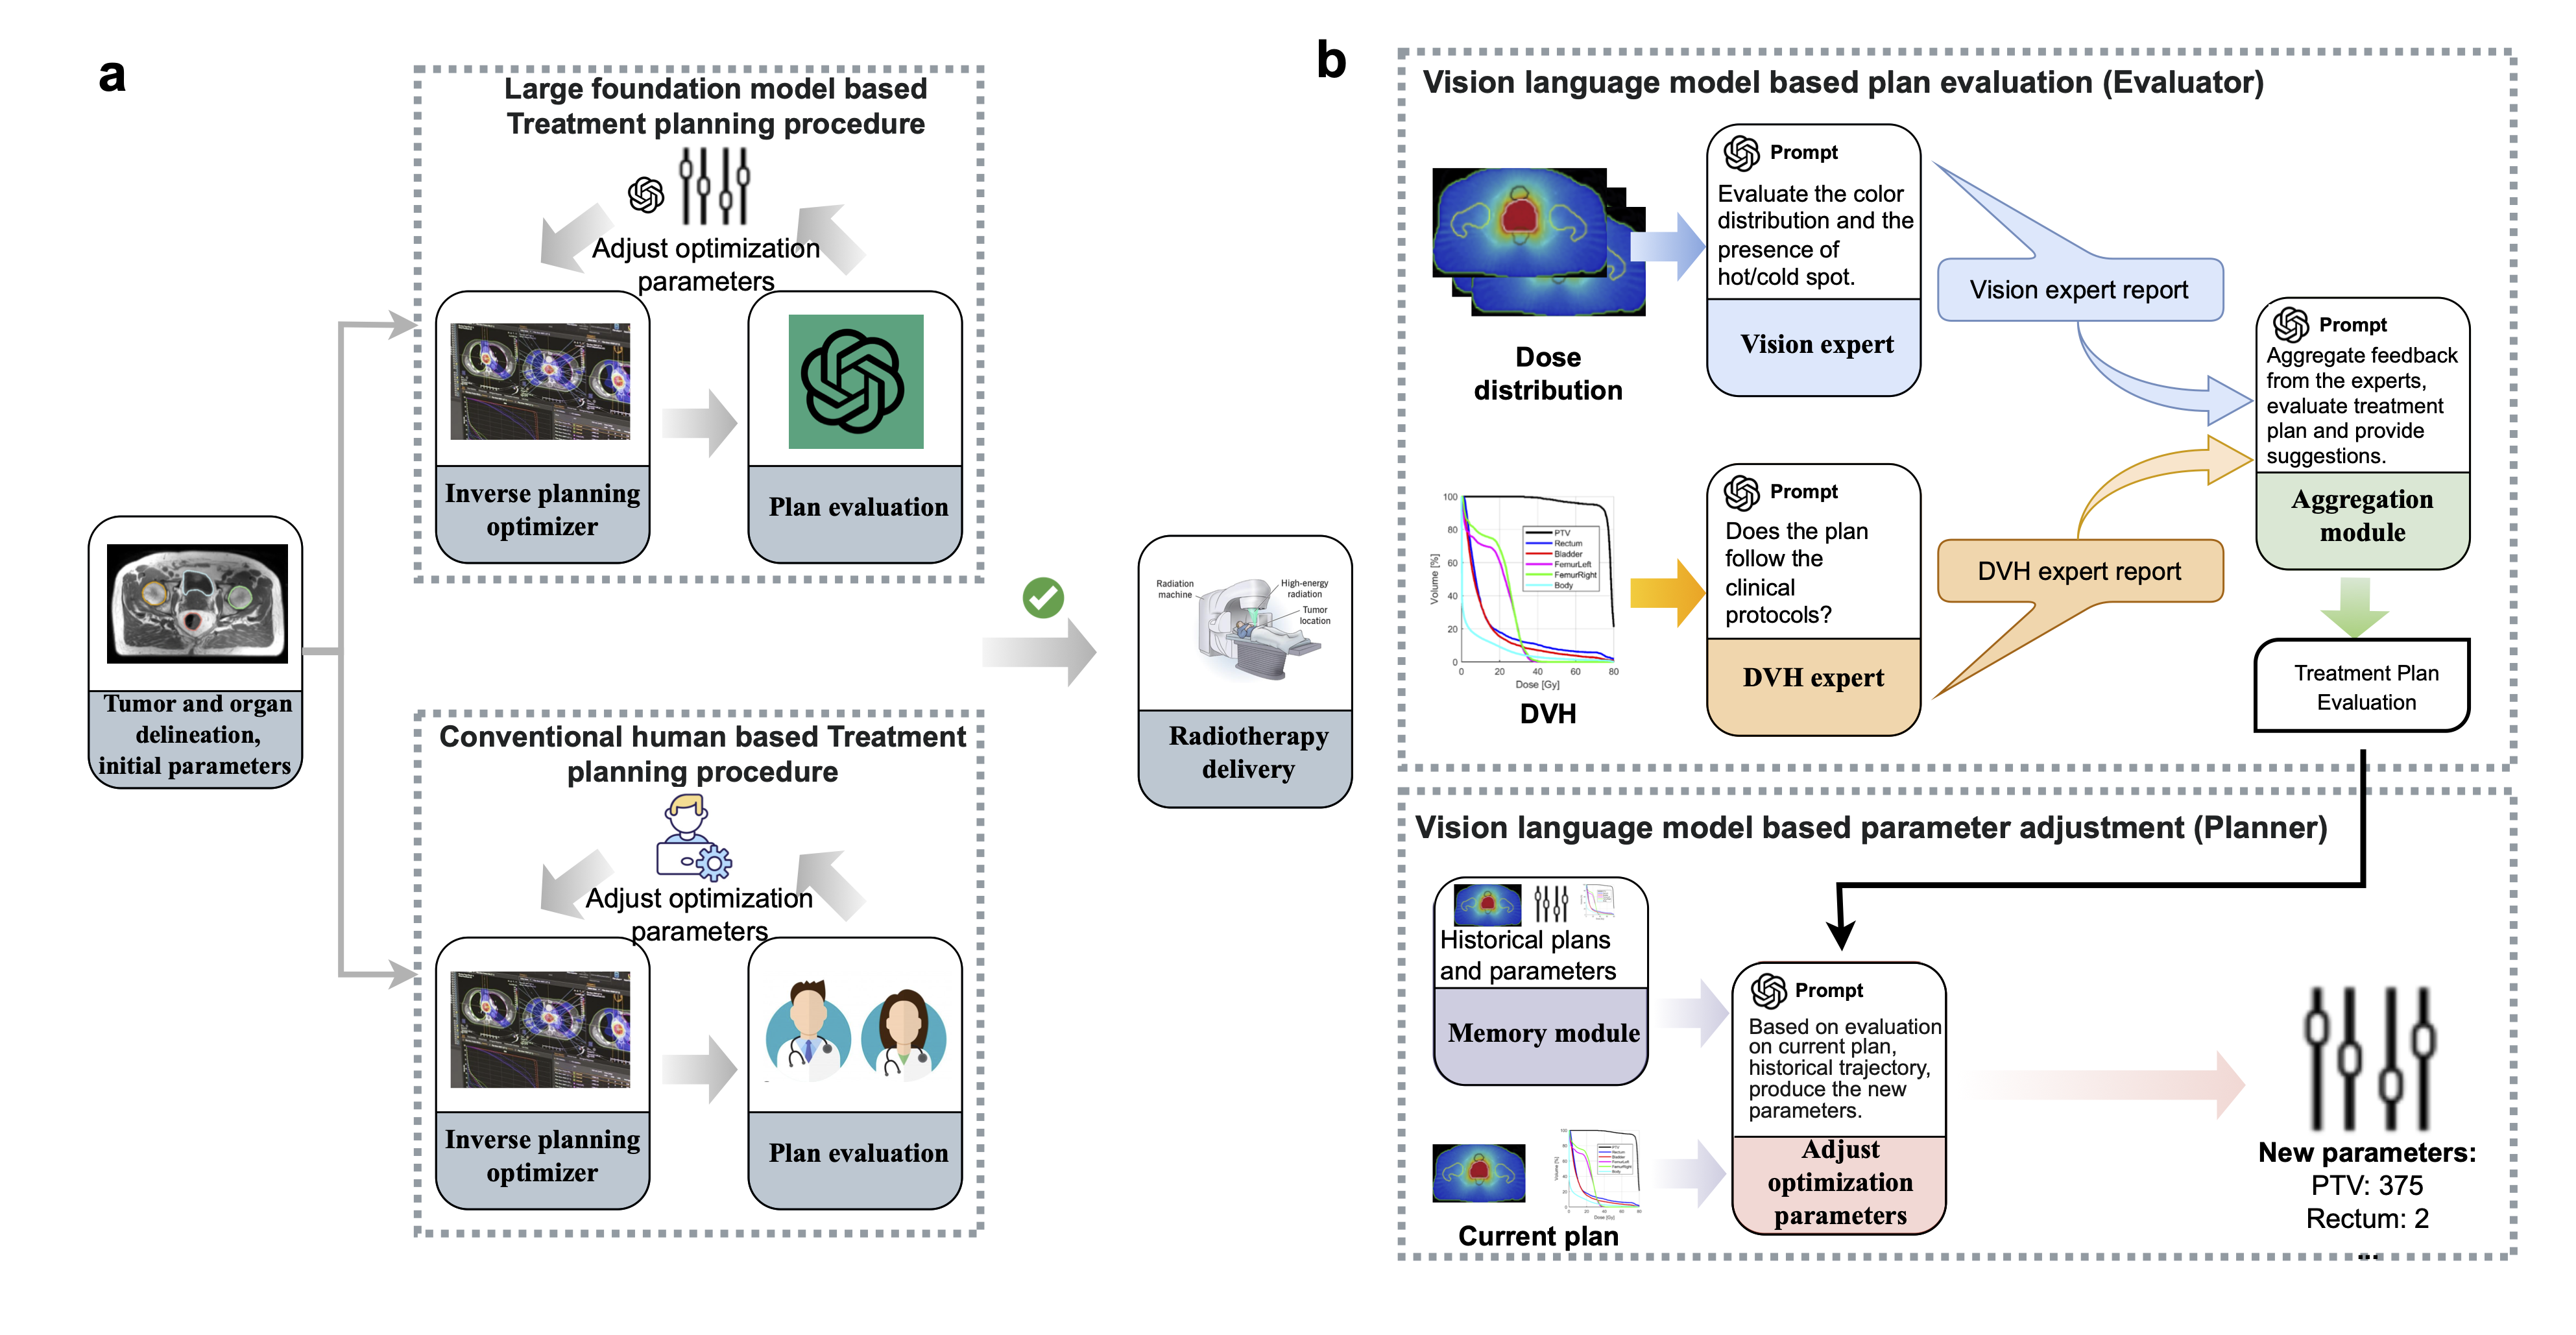 a
Large foundation model based
Treatment planning procedure
Adjust optimization
parameters
Inverse planning
optimizer
Plan evaluation
Tumor and organ
delineation,
initial parameters
Conventional human based Treatment
planning procedure
Adjust optimization
parameters
Inverse planning
optimizer
Plan evaluation
Radiation
machine
High-energy
radiation
Tumor
location
Radiotherapy
delivery
b
Vision language model based plan evaluation (Evaluator)
Dose
distribution
Prompt
Evaluate the color
distribution and the
presence of
hot/cold spot.
Vision expert
Vision expert report
100
80
60
40
20
0
Volume [%]
PTV
Rectum
Bladder
FemurLeft
FemurRight
Body
0 20 40 60 80
Dose [Gy]
DVH
Prompt
Does the plan
follow the
clinical
protocols?
DVH expert
DVH expert report
Prompt
Aggregate feedback
from the experts,
evaluate treatment
plan and provide
suggestions.
Aggregation
module
Treatment Plan
Evaluation
Vision language model based parameter adjustment (Planner)
Historical plans
and parameters
Memory module
Current plan
Prompt
Based on evaluation
on current plan,
historical trajectory,
produce the new
parameters.
Adjust
optimization
parameters
New parameters:
PTV: 375
Rectum: 2
...